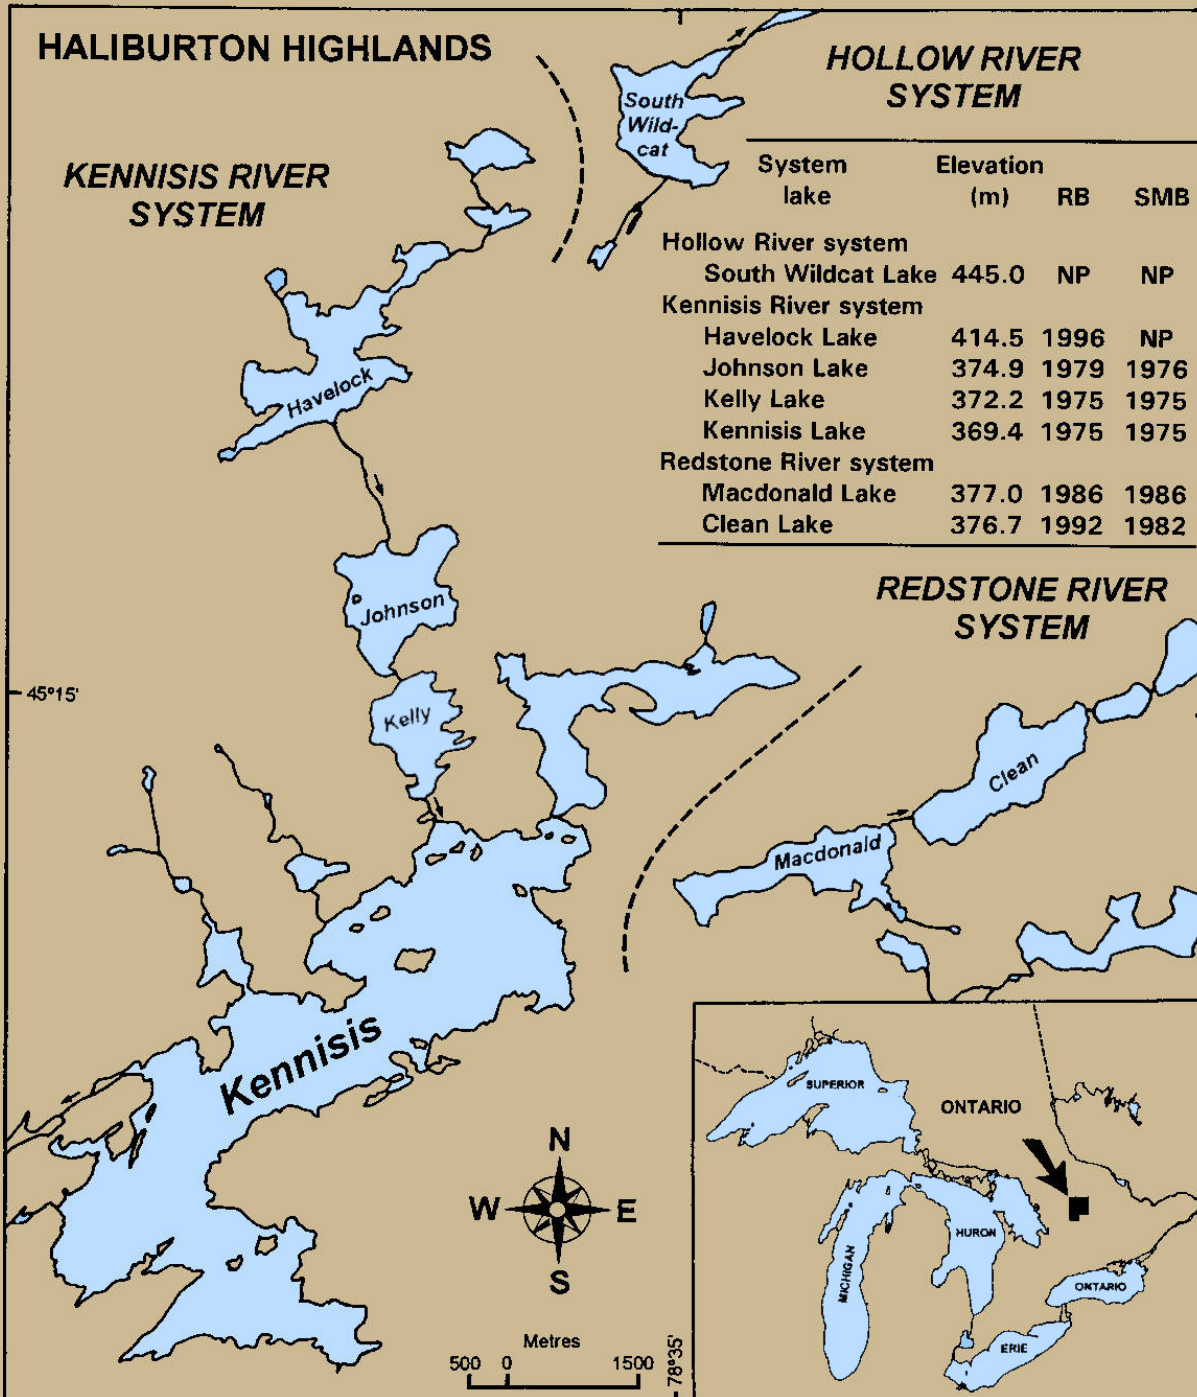 HALIBURTON HIGHLANDS
KENNISIS RIVER
SYSTEM
HOLLOW RIVER
SYSTEM
South
Wild-
cat
System Elevation
lake (m) RB SMB
Hollow River system
South Wildcat Lake 445.0 NP NP
Kennisis River system
Havelock Lake 414.5 1996 NP
Johnson Lake 374.9 1979 1976
Kelly Lake 372.2 1975 1975
Kennisis Lake 369.4 1975 1975
Redstone River system
Macdonald Lake 377.0 1986 1986
Clean Lake 376.7 1992 1982
Havelock
REDSTONE RIVER
SYSTEM
Johnson
45°15'
Kelly
Clean
Macdonald
Kennisis
SUPERIOR
ONTARIO
HURON
MICHIGAN
ONTARIO
ERIE
N
W E
S
Metres
500 0 1500
78°35'